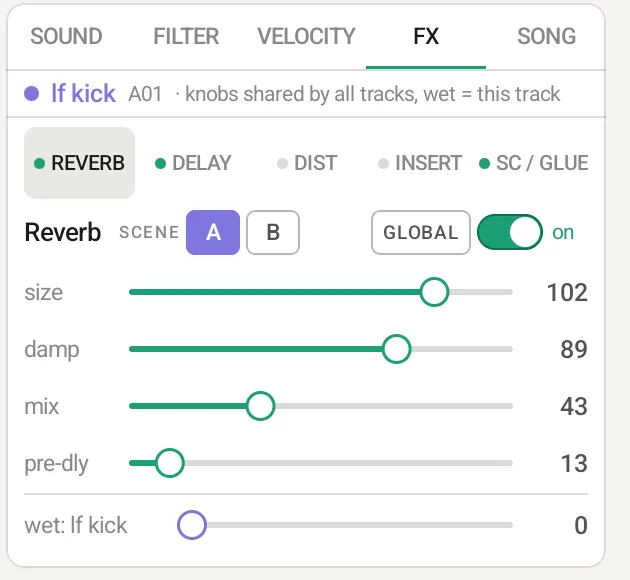 SOUND FILTER VELOCITY FX SONG
lf kick A01 · knobs shared by all tracks, wet = this track
REVERB DELAY DIST INSERT SC / GLUE
Reverb SCENE A B GLOBAL on
size 102
damp 89
mix 43
pre-dly 13
wet: lf kick 0